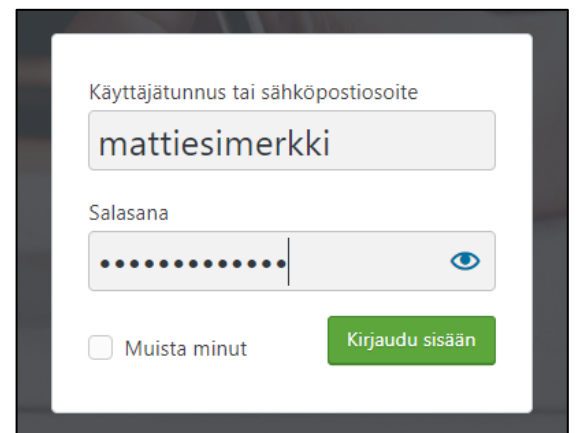 Käyttäjätunnus tai sähköpostiosoite
mattiesimerkki
Salasana
•••••••••••••
Muista minut
Kirjaudu sisään